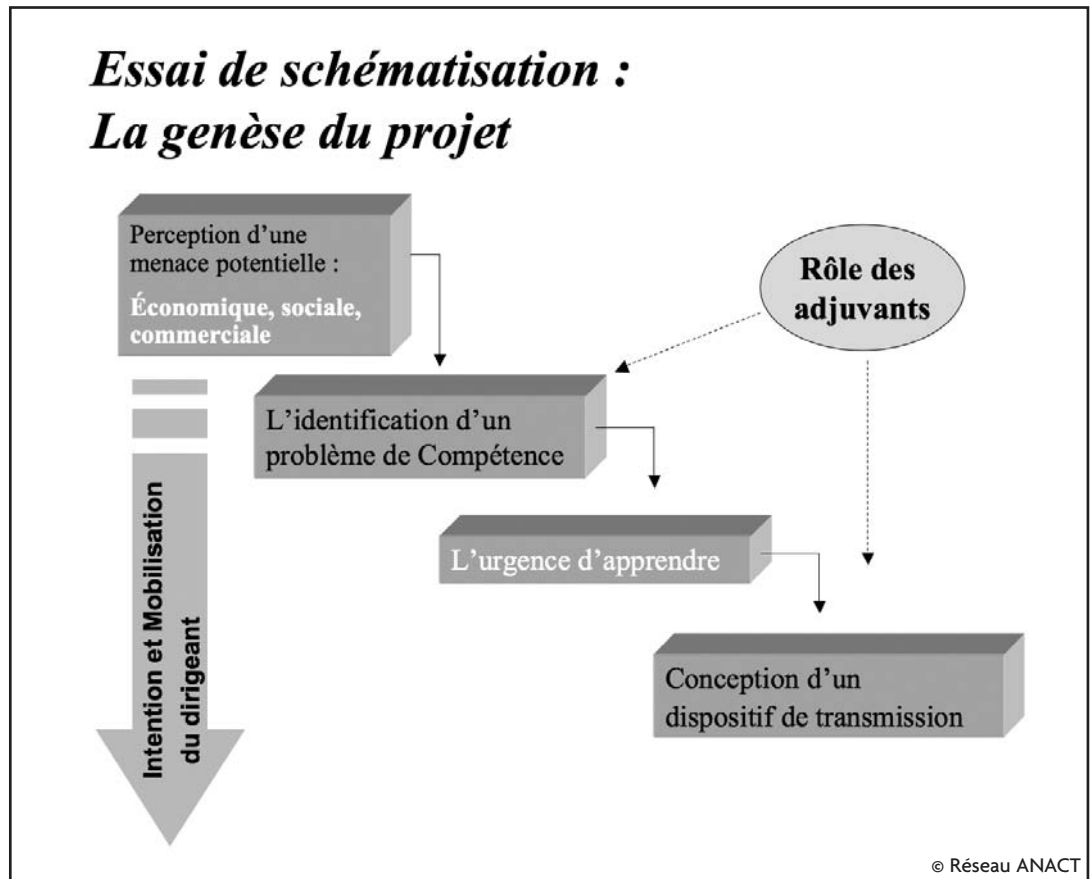 Essai de schématisation :
La genèse du projet
Perception d’une
menace potentielle :
Économique, sociale,
commerciale
Rôle des
adjuvants
L’identification d’un
problème de Compétence
L’urgence d’apprendre
Conception d’un
dispositif de transmission
Intention et Mobilisation
du dirigeant
© Réseau ANACT